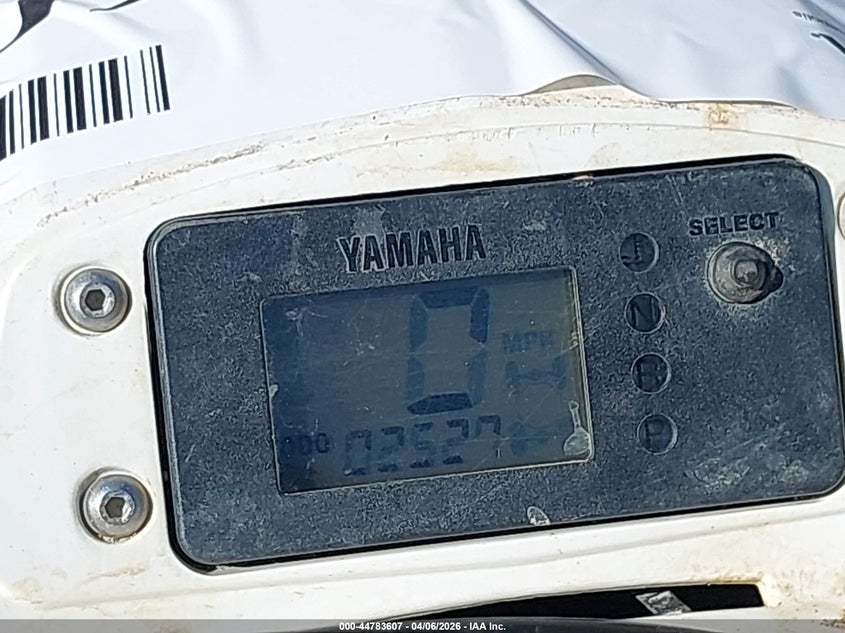 YAMAHA
SELECT
0
MPH
ODO 02527
N
R
P
000-44783607 - 04/06/2026 - IAA Inc.